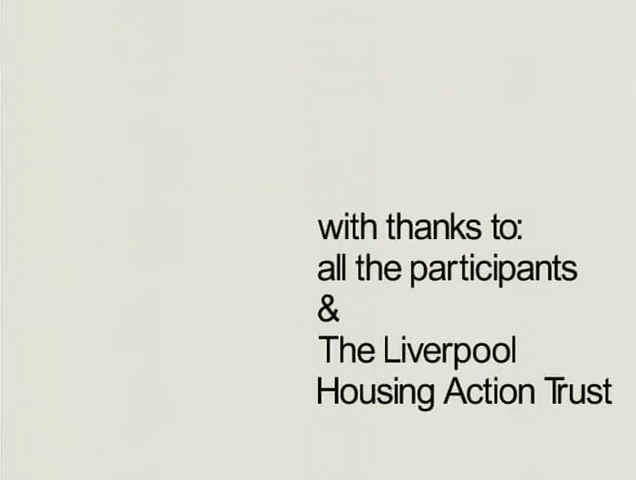 with thanks to:
all the participants
&
The Liverpool
Housing Action Trust